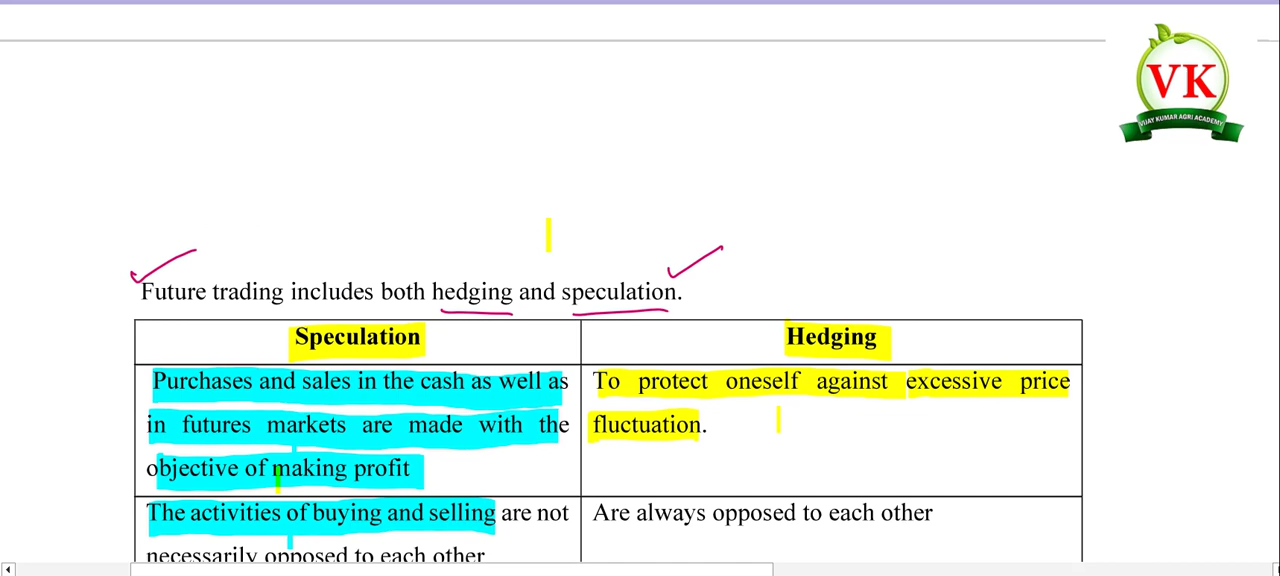 VK
VIJAY KUMAR AGRI ACADEMY
Future trading includes both hedging and speculation.
Speculation
Hedging
Purchases and sales in the cash as well as
in futures markets are made with the
objective of making profit
To protect oneself against excessive price
fluctuation.
The activities of buying and selling are not
necessarily opposed to each other
Are always opposed to each other